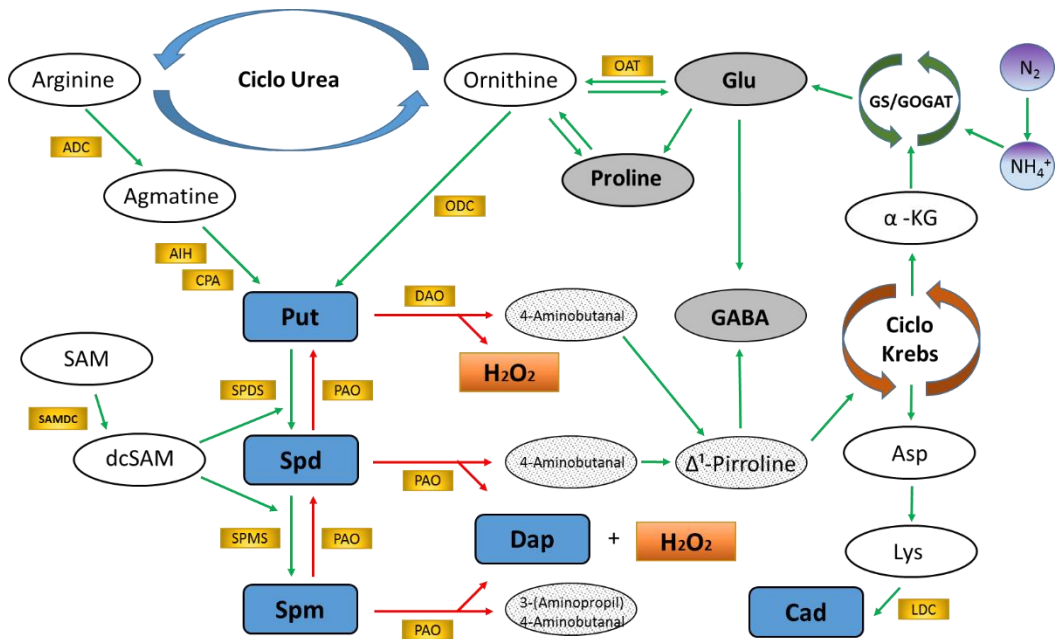 OAT
Arginine
Ciclo Urea
Ornithine
Glu
GS/GOGAT
N₂
ADC
Proline
NH₄⁺
Agmatine
ODC
α -KG
AIH
CPA
DAO
Put
4-Aminobutanal
GABA
Ciclo
Krebs
SAM
H₂O₂
SPDS
PAO
SAMDC
dcSAM
Spd
4-Aminobutanal
Δ¹-Pirroline
Asp
PAO
SPMS
PAO
Dap
+
H₂O₂
Lys
Spm
3-(Aminopropil)
4-Aminobutanal
Cad
LDC
PAO